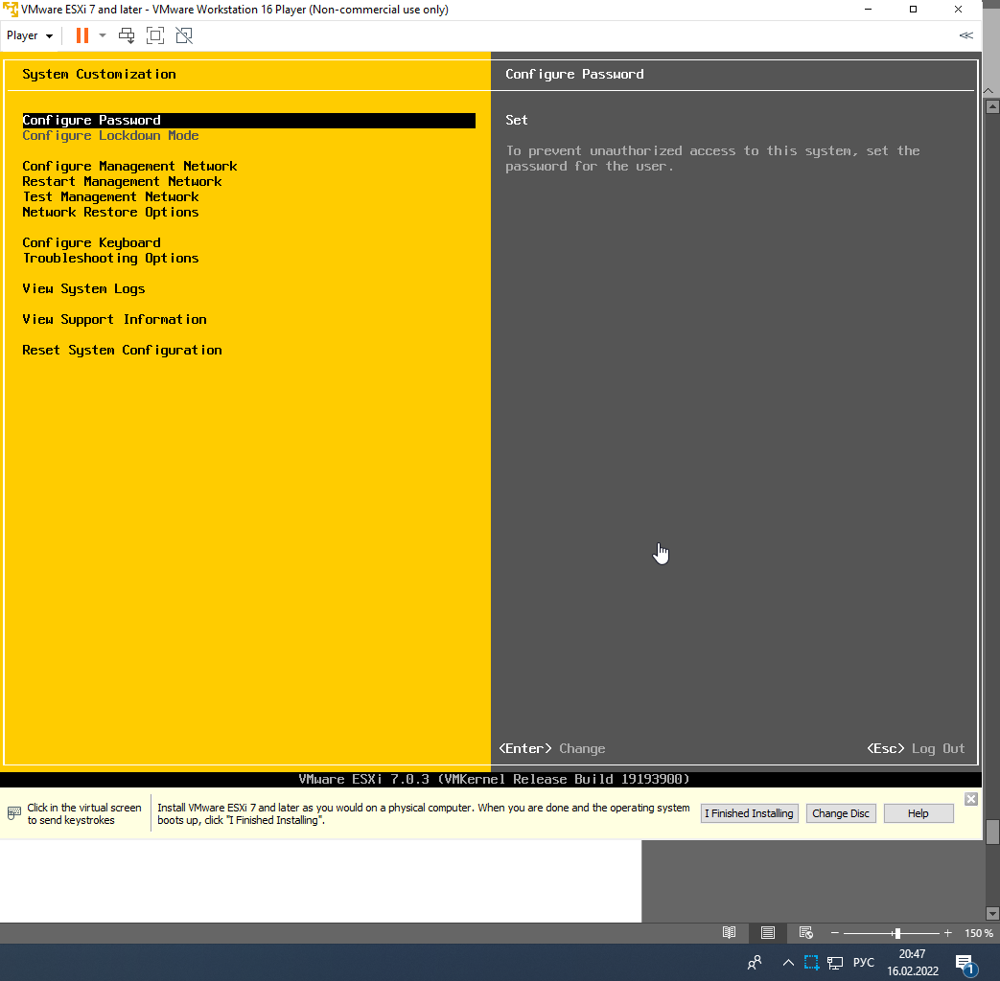 VMware ESXi 7 and later - VMware Workstation 16 Player (Non-commercial use only)
Player
System Customization
Configure Password
Configure Lockdown Mode
Configure Management Network
Restart Management Network
Test Management Network
Network Restore Options
Configure Keyboard
Troubleshooting Options
View System Logs
View Support Information
Reset System Configuration
Configure Password
Set
To prevent unauthorized access to this system, set the
password for the user.
<Enter> Change
<Esc> Log Out
VMware ESXi 7.0.3 (VMKernel Release Build 19193900)
Click in the virtual screen
to send keystrokes
Install VMware ESXi 7 and later as you would on a physical computer. When you are done and the operating system
boots up, click "I Finished Installing".
I Finished Installing
Change Disc
Help
150 %
РУС
20:47
16.02.2022
1